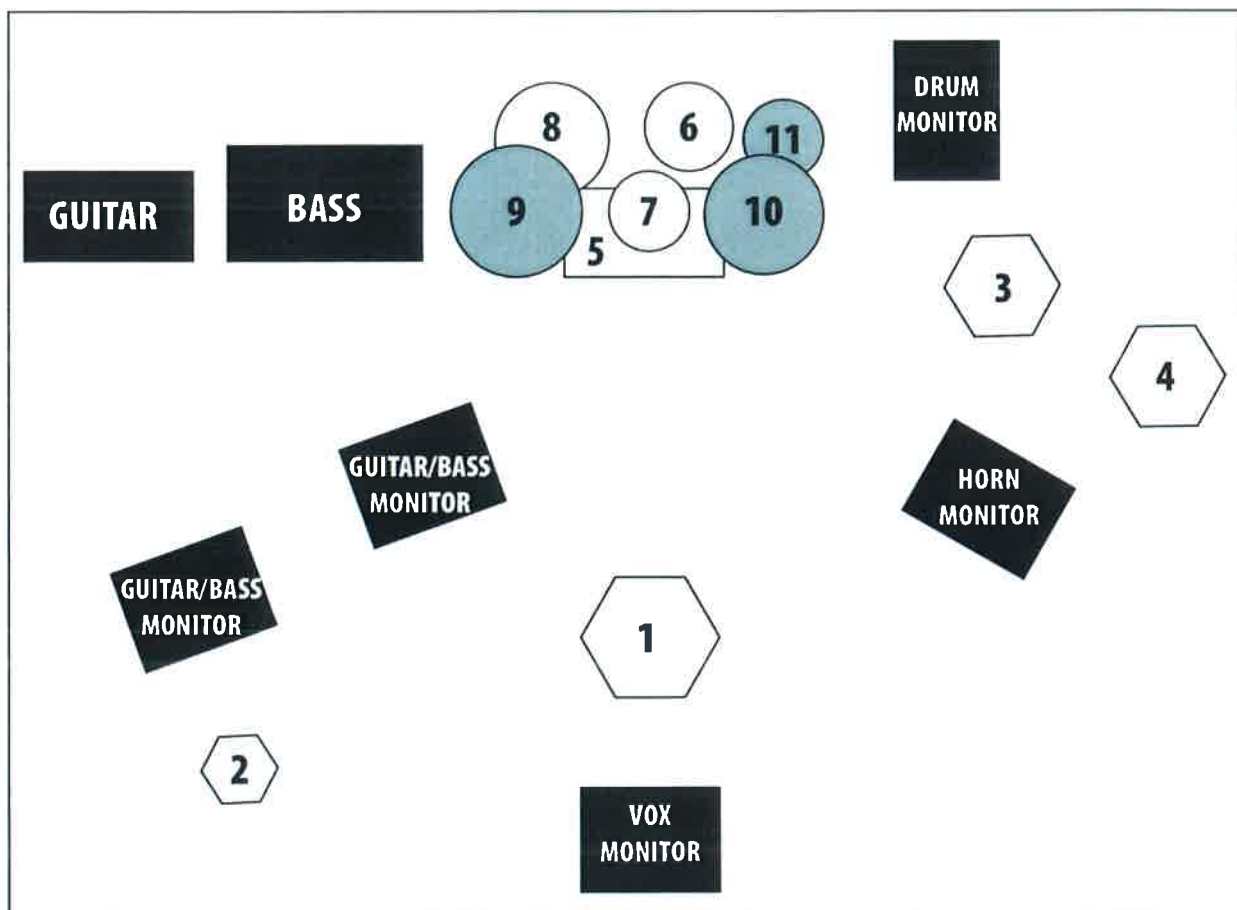 DRUM
MONITOR
8
6
11
GUITAR
BASS
9
7
10
5
3
4
GUITAR/BASS
MONITOR
HORN
MONITOR
GUITAR/BASS
MONITOR
1
2
VOX
MONITOR